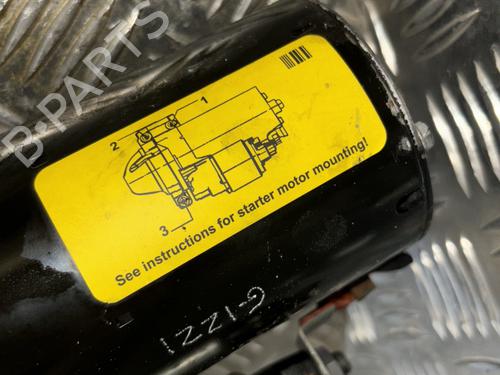 B-PARTS
1
2
3
See instructions for starter motor mounting!
G-1221